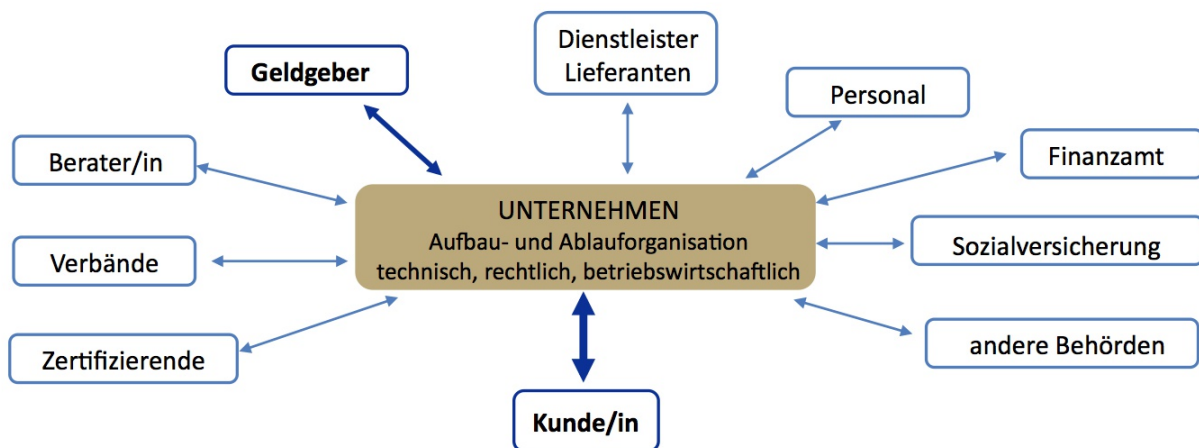 Dienstleister
Lieferanten
Geldgeber
Personal
Berater/in
Finanzamt
UNTERNEHMEN
Aufbau- und Ablauforganisation
technisch, rechtlich, betriebswirtschaftlich
Verbände
Sozialversicherung
Zertifizierende
andere Behörden
Kunde/in